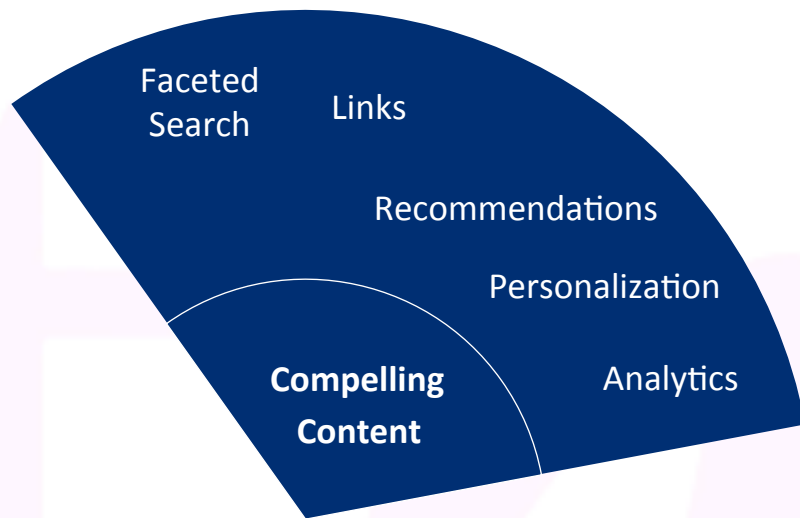 Faceted
Search
Links
Recommendations
Personalization
Analytics
Compelling
Content